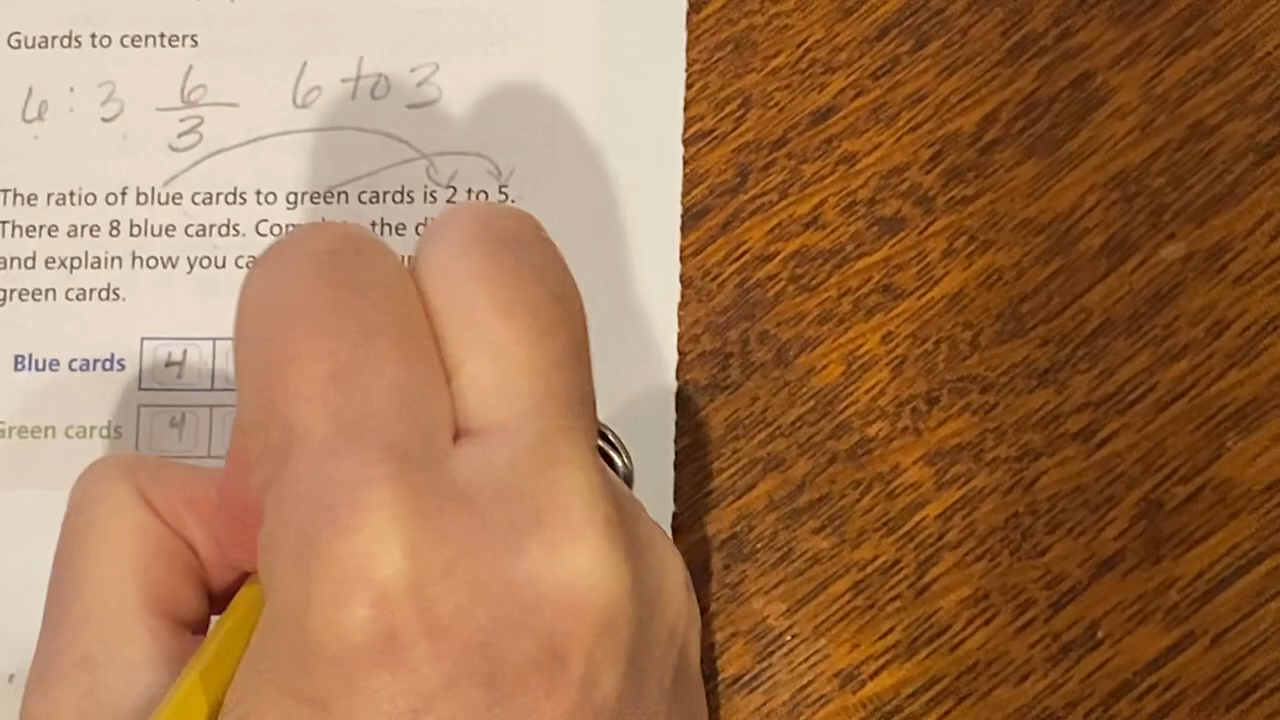 Guards to centers
6 : 3 6/3 6 to 3
The ratio of blue cards to green cards is 2 to 5.
There are 8 blue cards. the
and explain how you
green cards.
Blue cards 4
Green cards 4